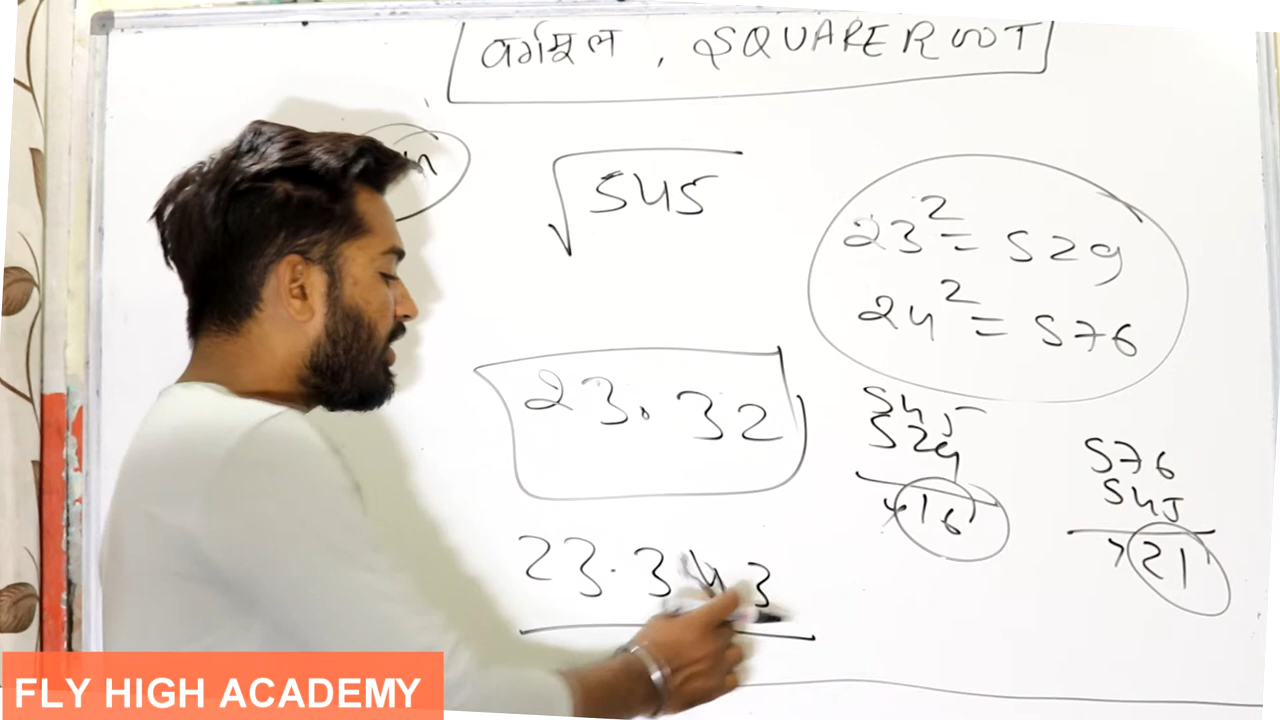 वर्गमूल, SQUARE ROOT
√545
23² = 529
24² = 576
23.32
545
529
16
576
545
21
23.343
FLY HIGH ACADEMY